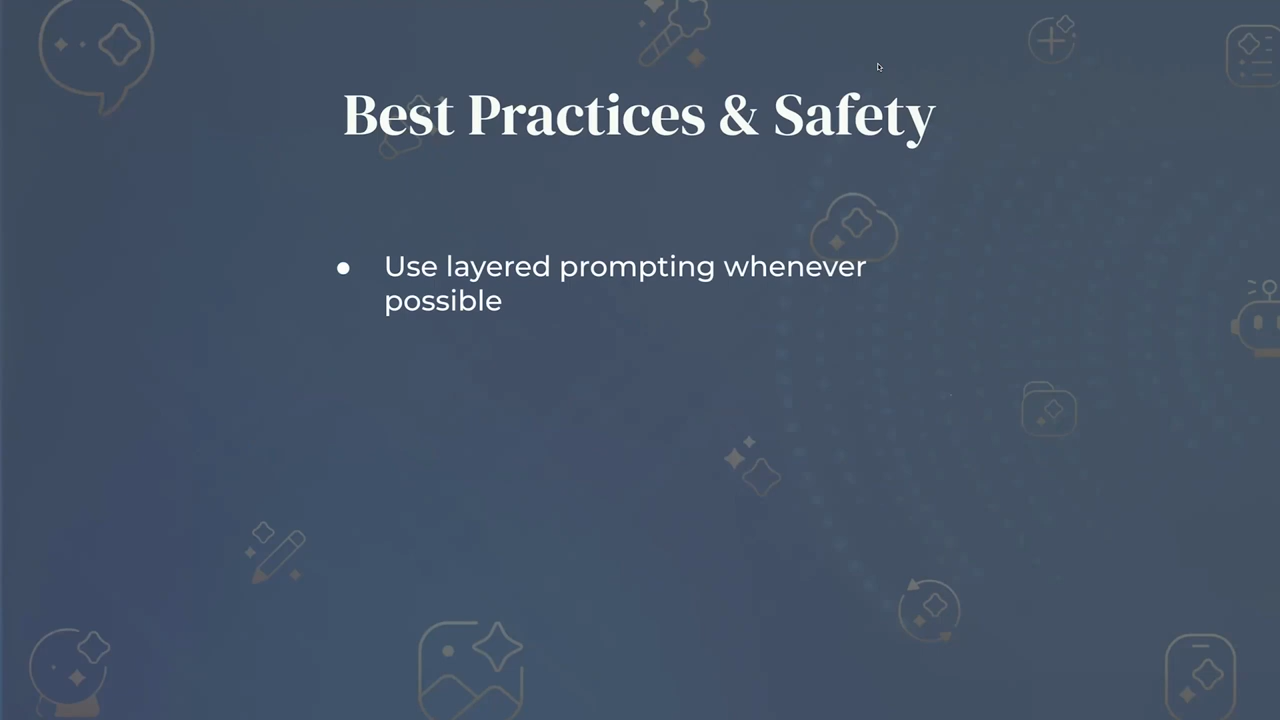 Best Practices & Safety
● Use layered prompting whenever
possible